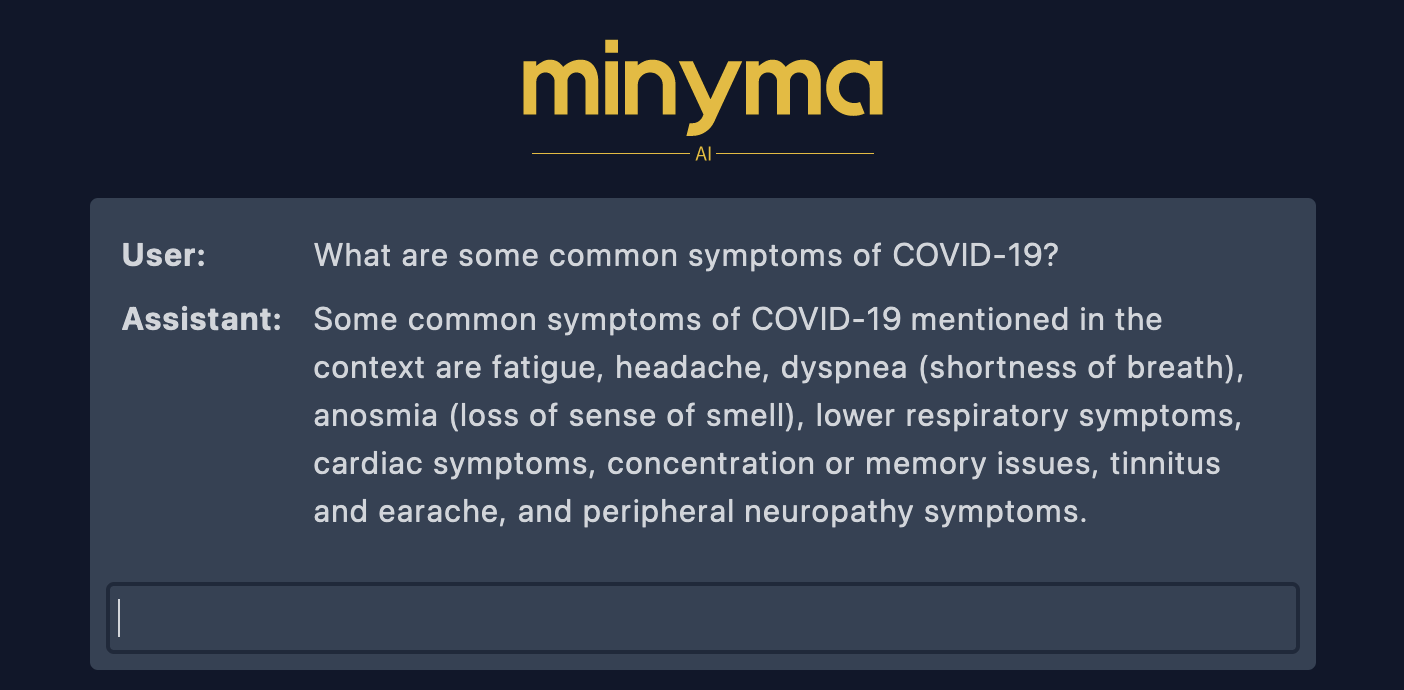 minyma
AI
User: What are some common symptoms of COVID-19?
Assistant: Some common symptoms of COVID-19 mentioned in the
context are fatigue, headache, dyspnea (shortness of breath),
anosmia (loss of sense of smell), lower respiratory symptoms,
cardiac symptoms, concentration or memory issues, tinnitus
and earache, and peripheral neuropathy symptoms.